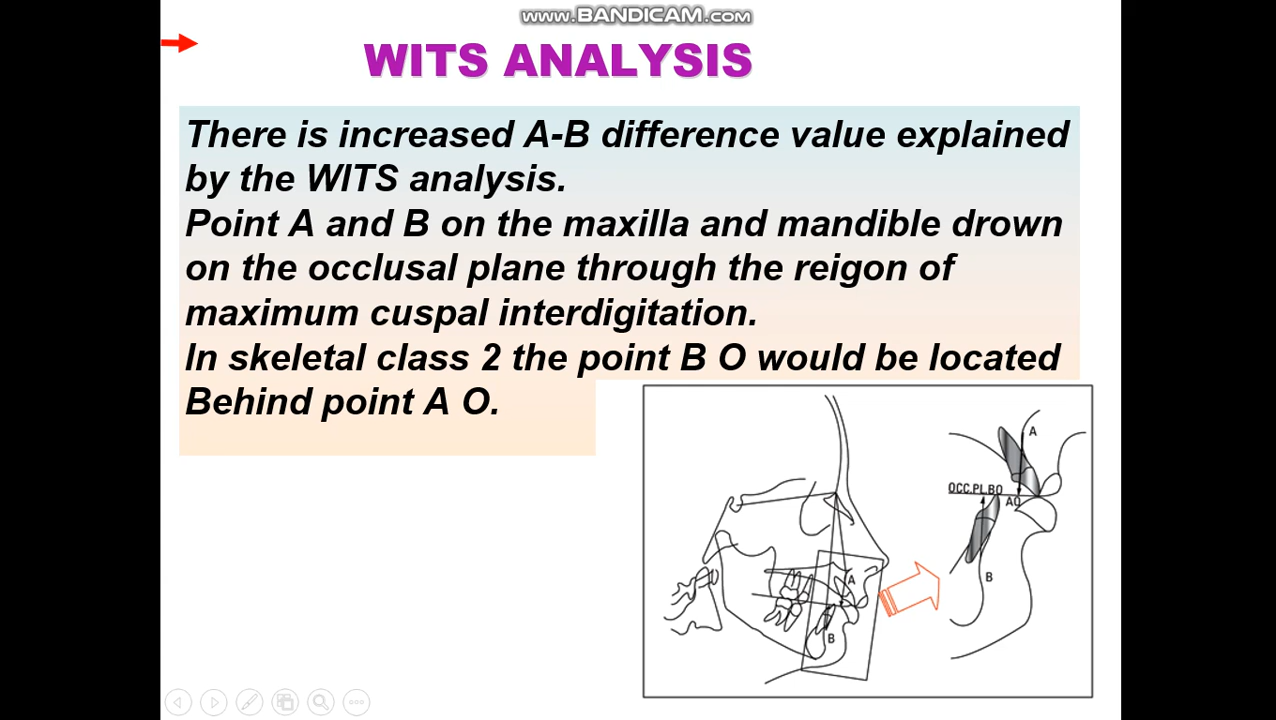 www.BANDICAM.com
WITS ANALYSIS
There is increased A-B difference value explained
by the WITS analysis.
Point A and B on the maxilla and mandible drown
on the occlusal plane through the reigon of
maximum cuspal interdigitation.
In skeletal class 2 the point B O would be located
Behind point A O.
A
OCC.PL.BO
AO
B
A
B